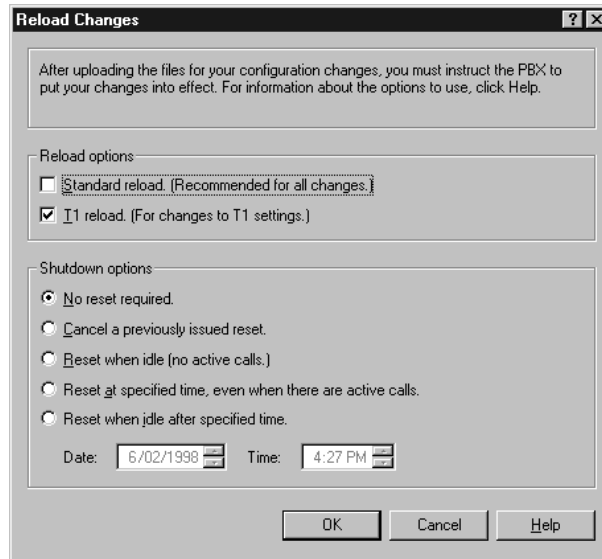 Reload Changes
After uploading the files for your configuration changes, you must instruct the PBX to
put your changes into effect. For information about the options to use, click Help.
Reload options
Standard reload. (Recommended for all changes.)
T1 reload. (For changes to T1 settings.)
Shutdown options
No reset required.
Cancel a previously issued reset.
Reset when idle (no active calls.)
Reset at specified time, even when there are active calls.
Reset when idle after specified time.
Date: 6/02/1998 Time: 4:27 PM
OK Cancel Help